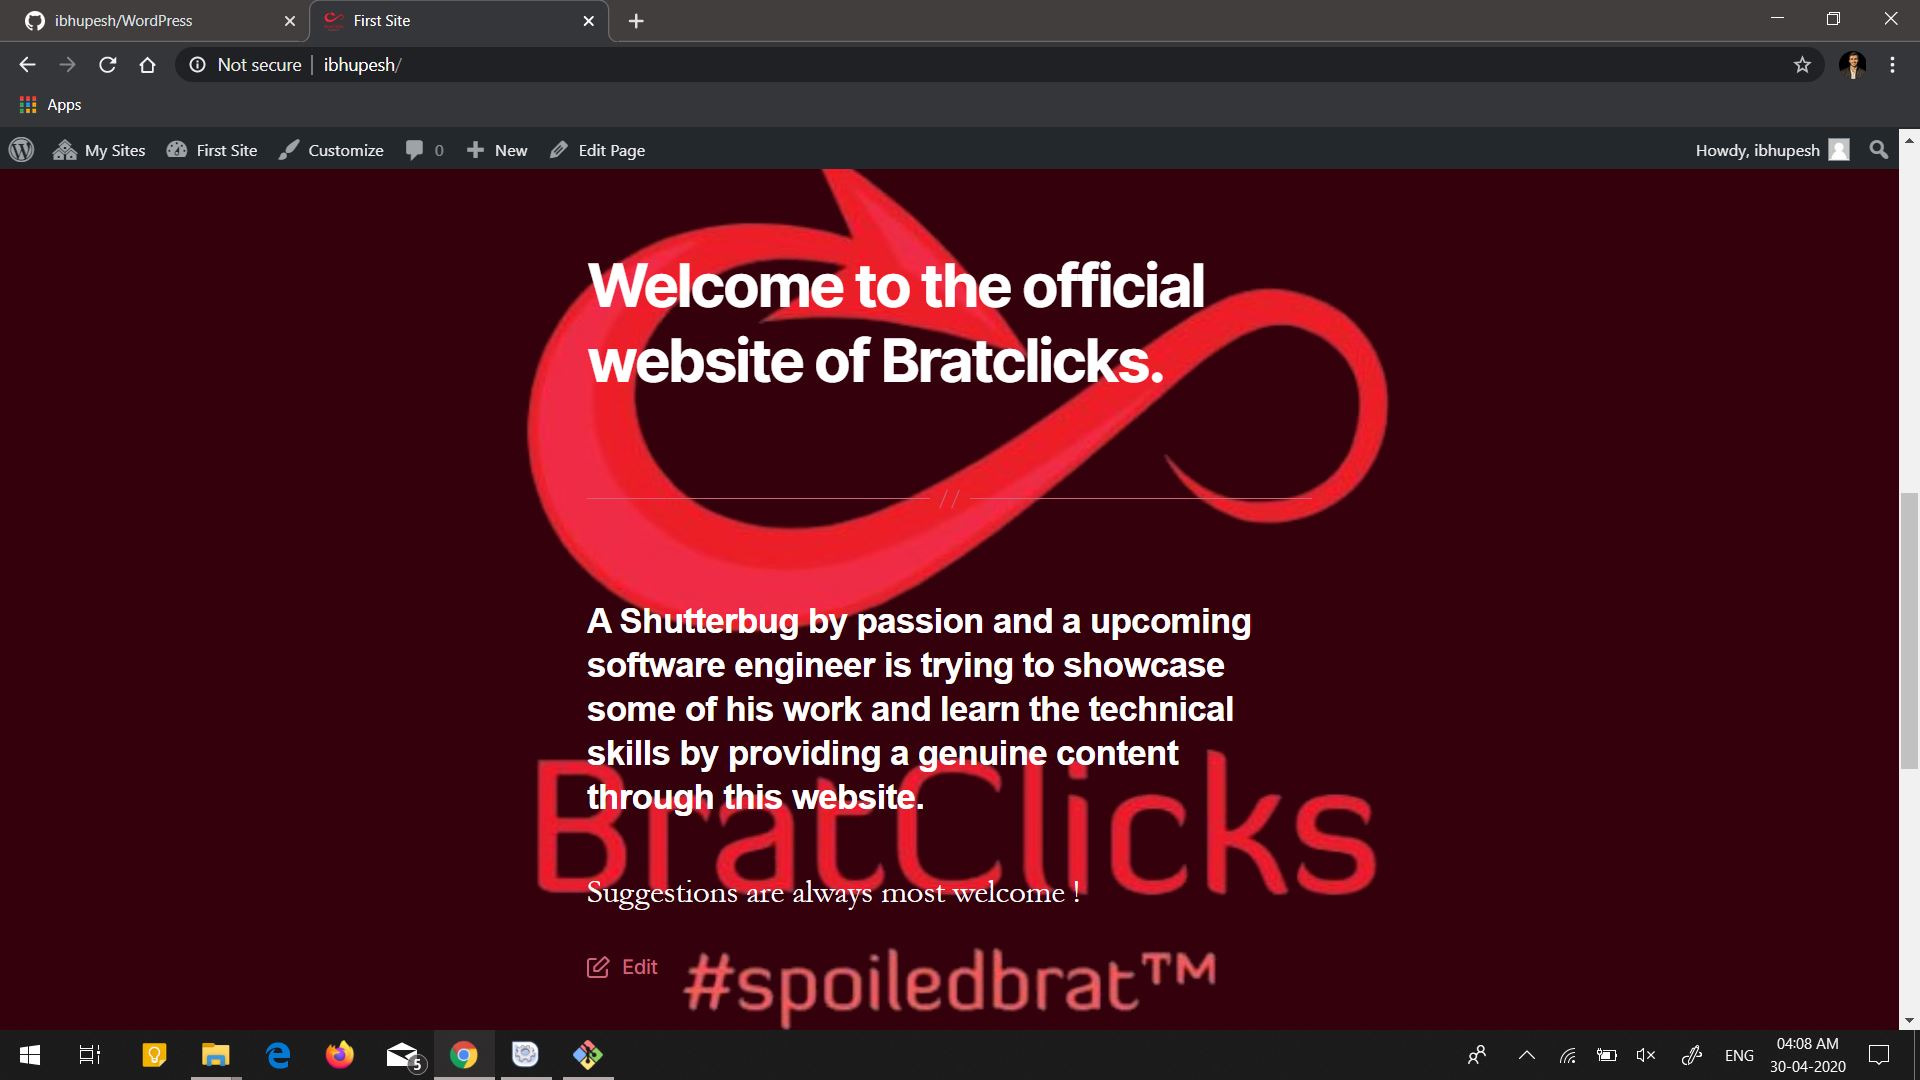 ibhupesh/WordPress
First Site
Not secure
ibhupesh/
Apps
My Sites
First Site
Customize
0
New
Edit Page
Howdy, ibhupesh
Welcome to the official
website of Bratclicks.
//
A Shutterbug by passion and a upcoming
software engineer is trying to showcase
some of his work and learn the technical
skills by providing a genuine content
through this website.
BratClicks
Suggestions are always most welcome !
Edit
#spoiledbrat™
5
ENG
04:08 AM
30-04-2020